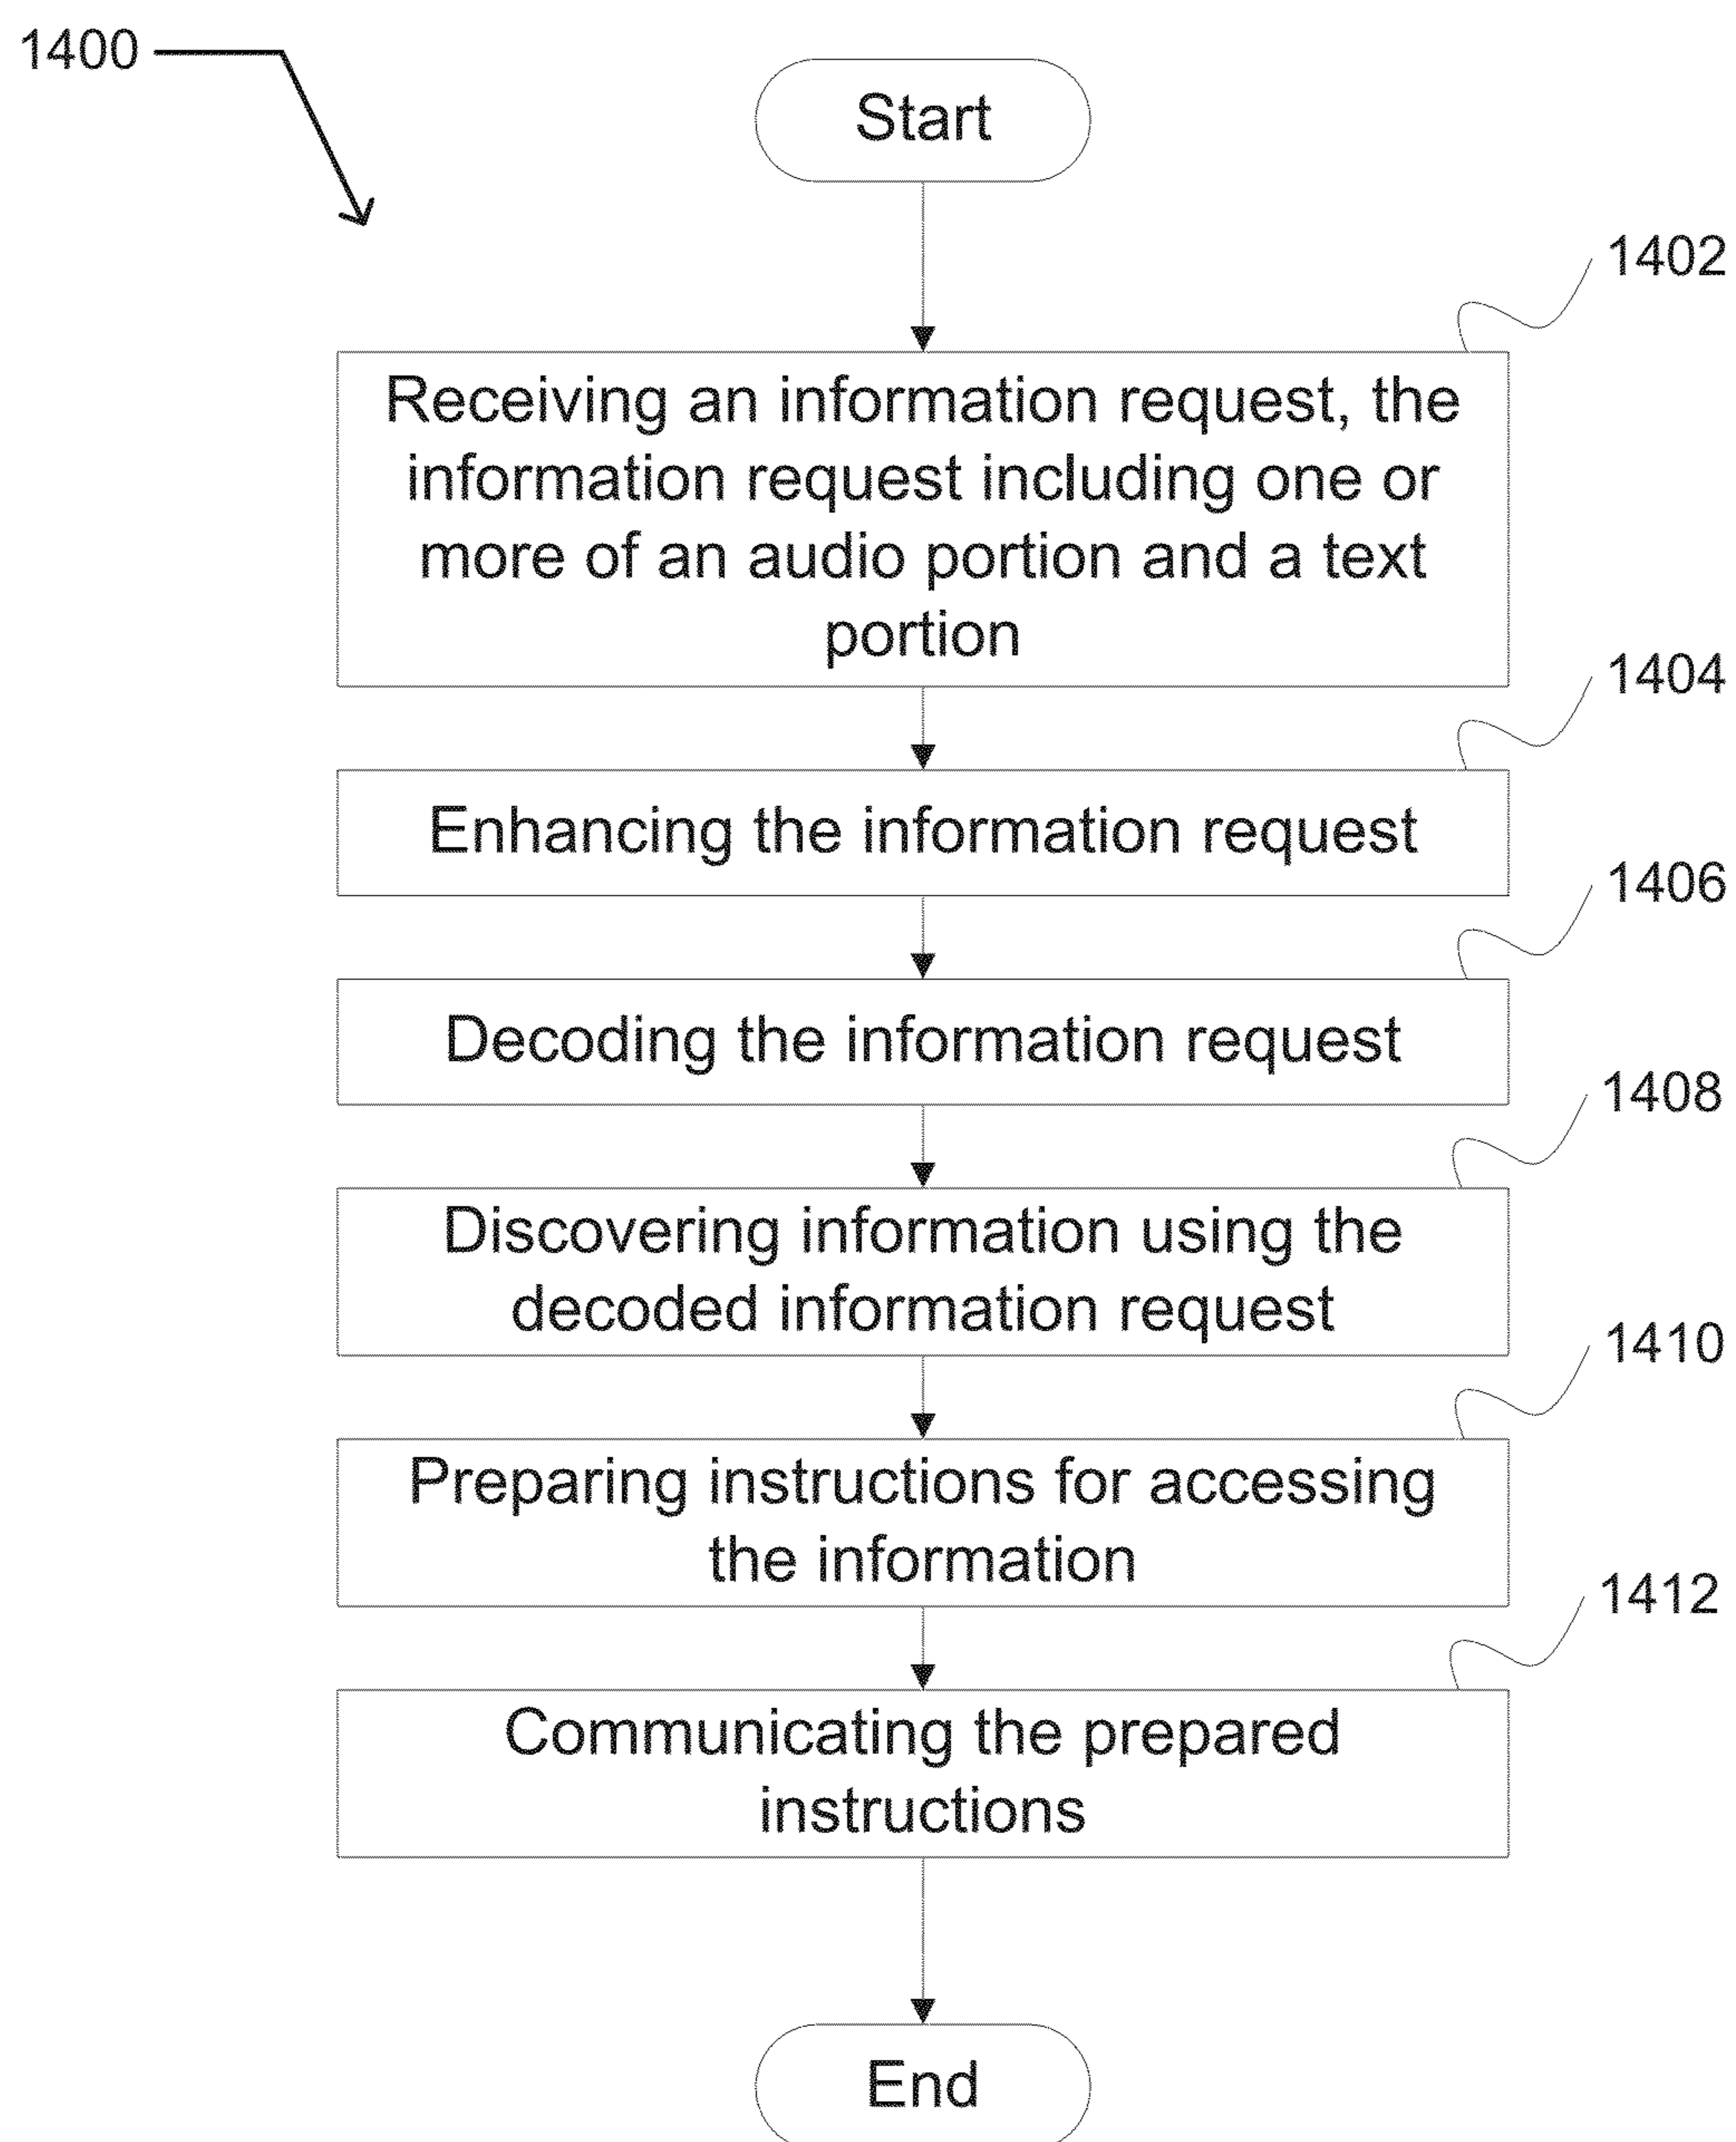 1400
Start
1402
Receiving an information request, the
information request including one or
more of an audio portion and a text
portion
1404
Enhancing the information request
1406
Decoding the information request
1408
Discovering information using the
decoded information request
1410
Preparing instructions for accessing
the information
1412
Communicating the prepared
instructions
End